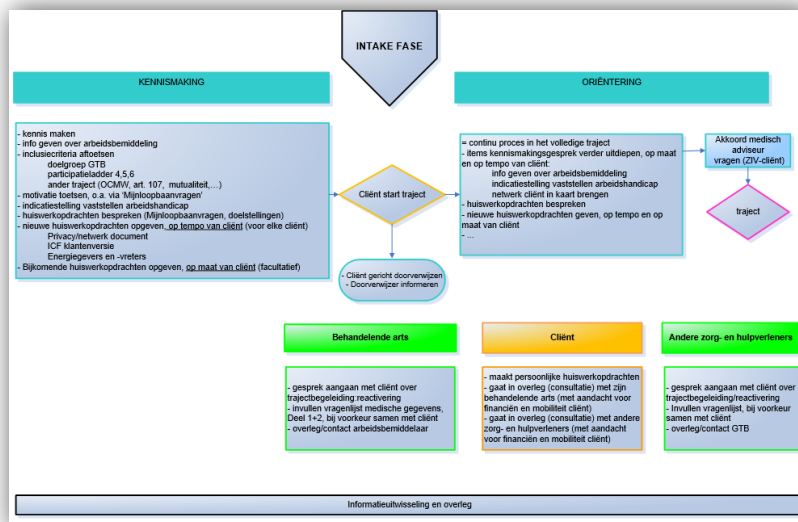 INTAKE FASE
KENNISMAKING
ORIËNTERING
- kennis maken
- info geven over arbeidsbemiddeling
- inclusiecriteria aftoetsen
doelgroep GTB
participatieladder 4,5,6
ander traject (OCMW, art. 107, mutualiteit,...)
- motivatie toetsen, o.a. via 'Mijnloopbaanvragen'
- indicatiestelling vaststellen arbeidshandicap
- huiswerkopdrachten bespreken (Mijnloopbaanvragen, doelstellingen)
- nieuwe huiswerkopdrachten opgeven, op tempo van cliënt (voor elke cliënt)
Privacy/netwerk document
ICF klantenversie
Energiegevers en -vreters
- Bijkomende huiswerkopdrachten opgeven, op maat van cliënt (facultatief)
Cliënt start traject
- Cliënt gericht doorverwijzen
- Doorverwijzer informeren
= continu proces in het volledige traject
- items kennismakingsgesprek verder uitdiepen, op maat
en op tempo van cliënt:
info geven over arbeidsbemiddeling
indicatiestelling vaststellen arbeidshandicap
netwerk cliënt in kaart brengen
- huiswerkopdrachten bespreken
- nieuwe huiswerkopdrachten geven, op tempo en op
maat van cliënt
- ...
Akkoord medisch
adviseur
vragen (ZIV-cliënt)
traject
Behandelende arts
- gesprek aangaan met cliënt over
trajectbegeleiding:reactivering
- invullen vragenlijst medische gegevens,
Deel 1+2, bij voorkeur samen met cliënt
- overleg/contact arbeidsbemiddelaar
Cliënt
- maakt persoonlijke huiswerkopdrachten
- gaat in overleg (consultatie) met zijn
behandelende arts (met aandacht voor
financiën en mobiliteit cliënt)
- gaat in overleg (consultatie) met andere
zorg- en hulpverleners (met aandacht
voor financiën en mobiliteit cliënt)
Andere zorg- en hulpverleners
- gesprek aangaan met cliënt over
trajectbegeleiding/reactivering
- Invullen vragenlijst, bij voorkeur
samen met cliënt
- overleg/contact GTB
Informatieuitwisseling en overleg